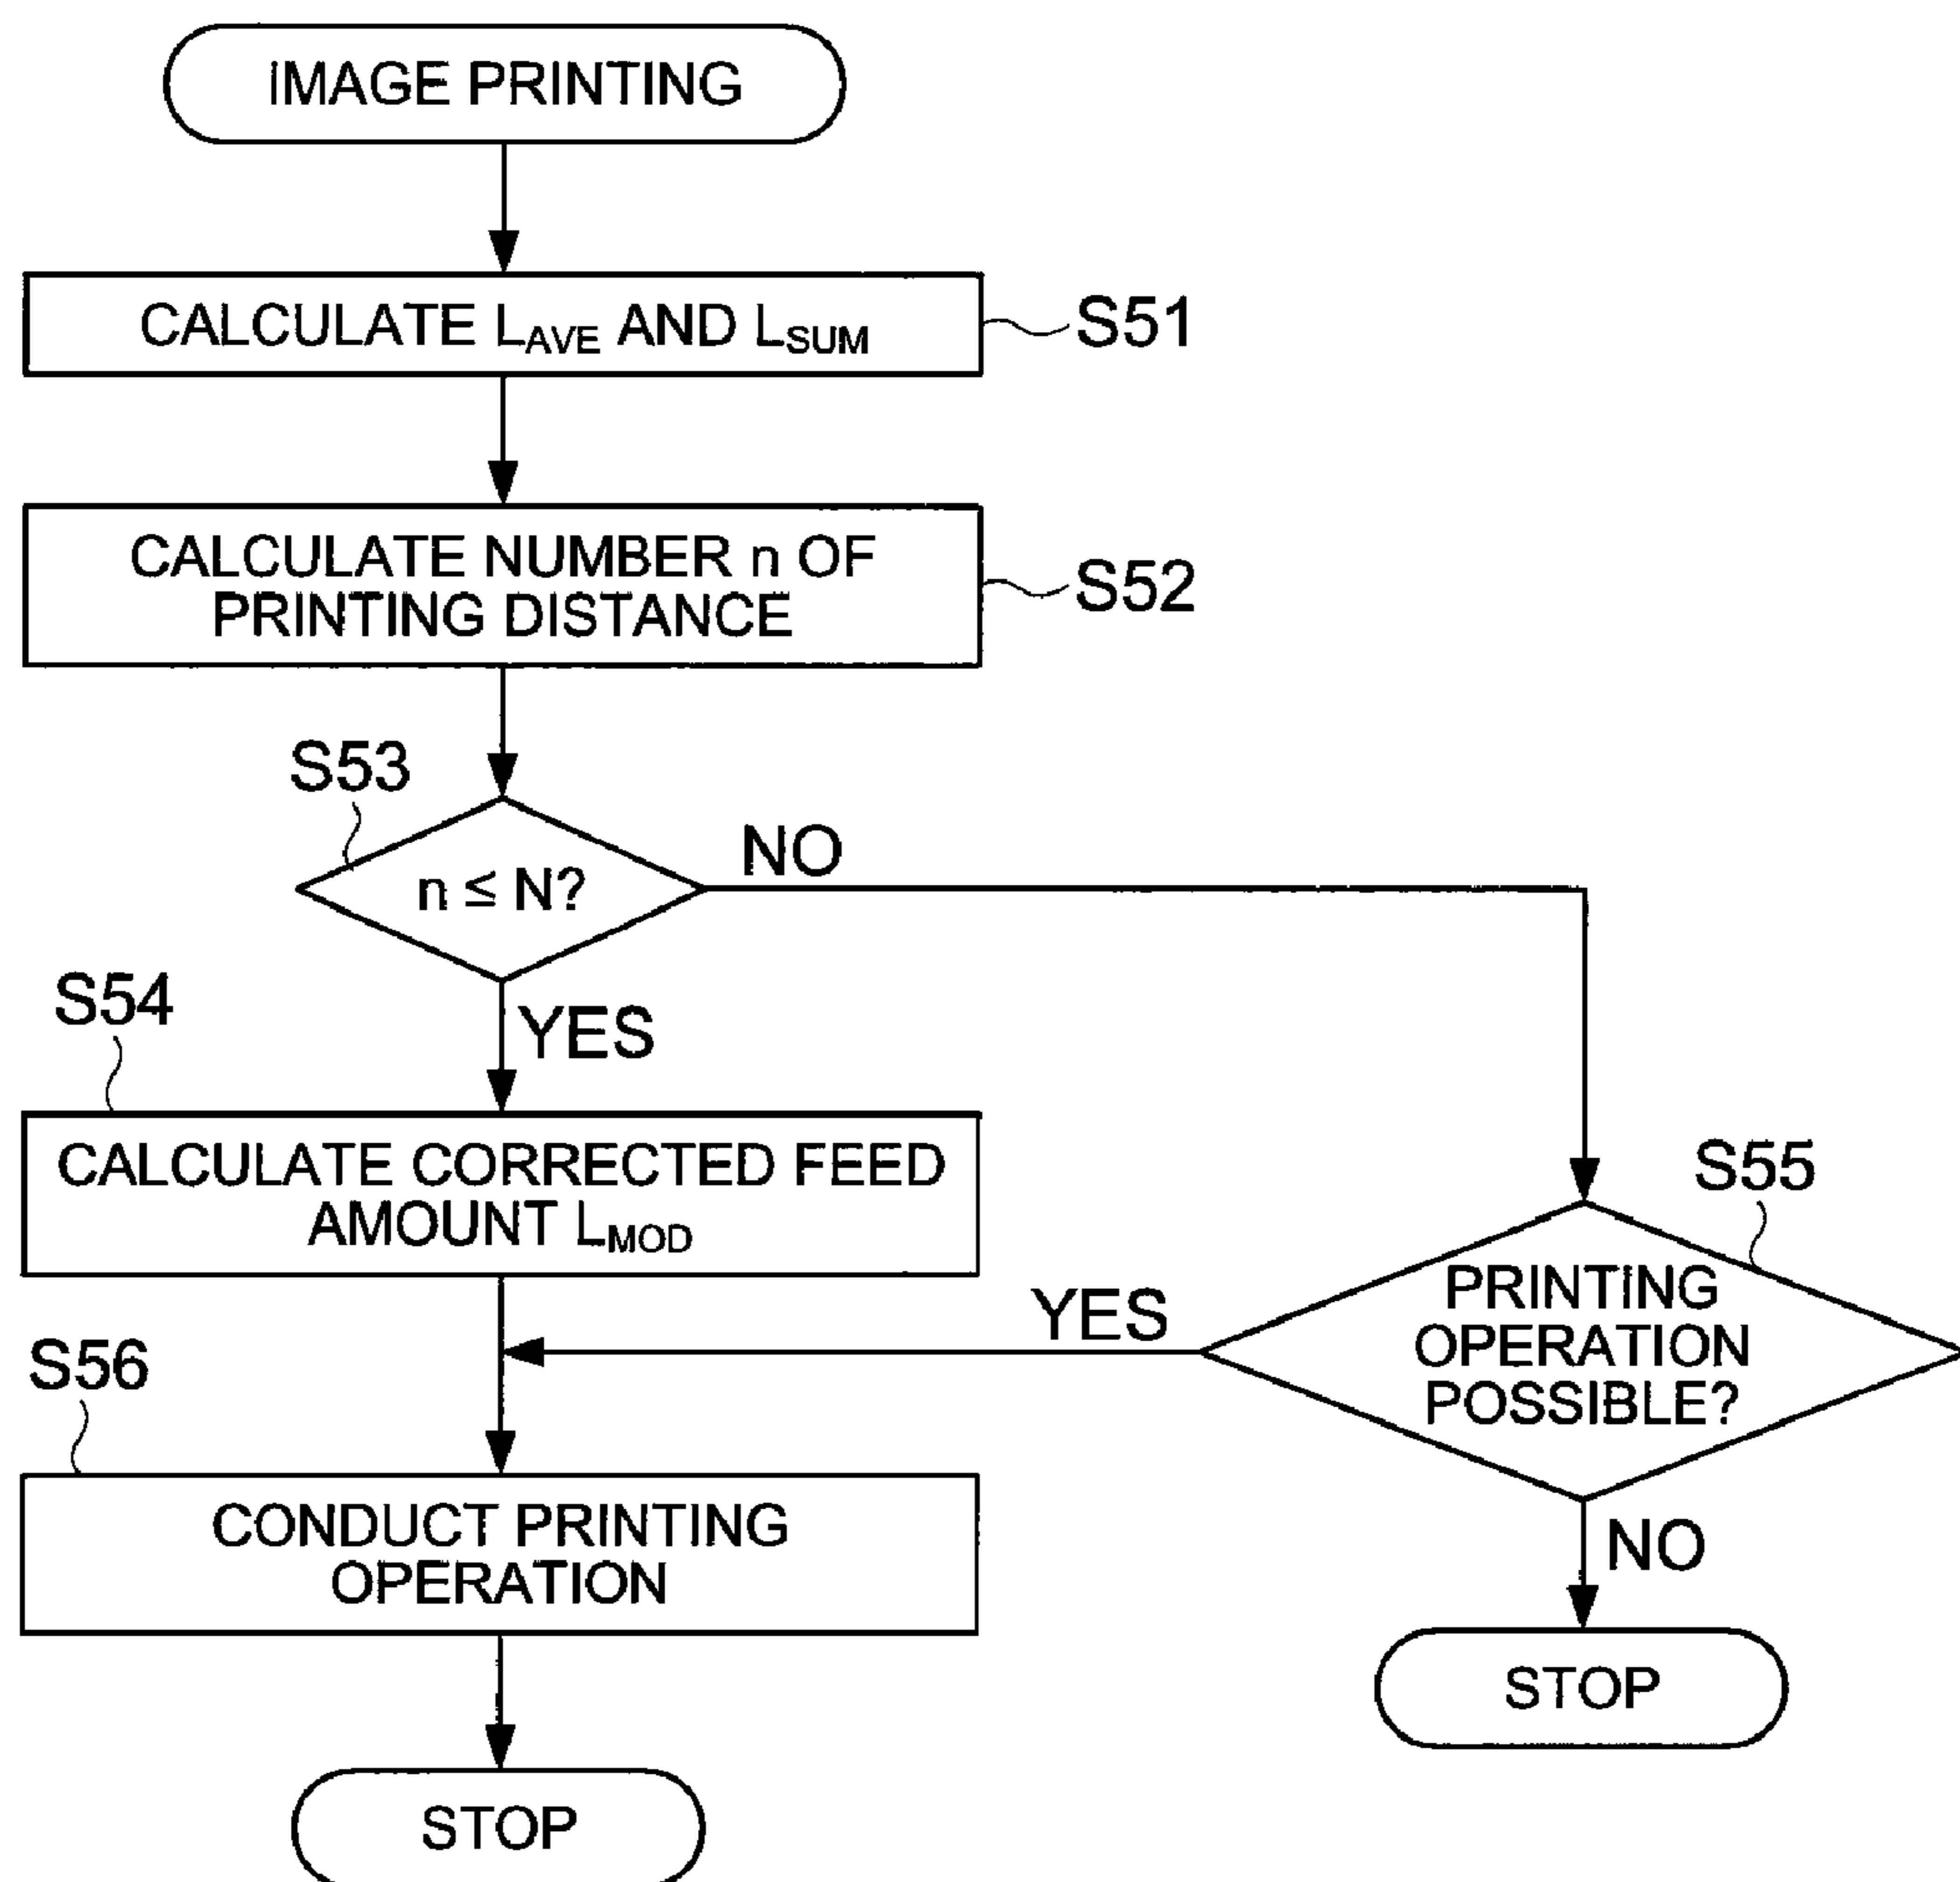 IMAGE PRINTING
CALCULATE LAVE AND LSUM
S51
CALCULATE NUMBER n OF
PRINTING DISTANCE
S52
S53
n ≤ N?
NO
YES
S54
CALCULATE CORRECTED FEED
AMOUNT LMOD
S55
PRINTING
OPERATION
POSSIBLE?
YES
NO
S56
CONDUCT PRINTING
OPERATION
STOP
STOP